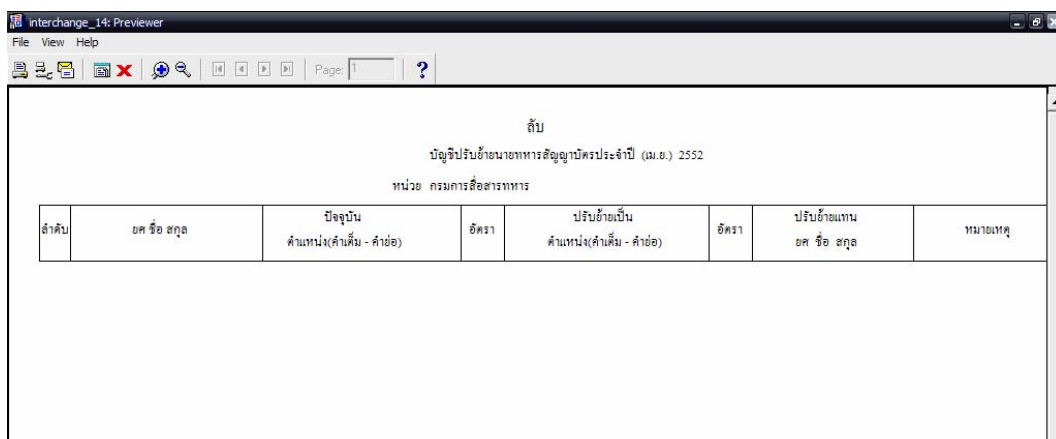 interchange_14: Previewer
File View Help
Page: 1 ?
ลับ
บัญชีปรับย้ายนายทหารสัญญาบัตรประจำปี (เม.ย.) 2552
หน่วย กรมการสื่อสารทหาร
ลำดับ ยศ ชื่อ สกุล ปัจจุบัน อัตรา ปรับย้ายเป็น อัตรา ปรับย้ายแทน หมายเหตุ
ตำแหน่ง(คำเต็ม - คำย่อ) ตำแหน่ง(คำเต็ม - คำย่อ) ยศ ชื่อ สกุล